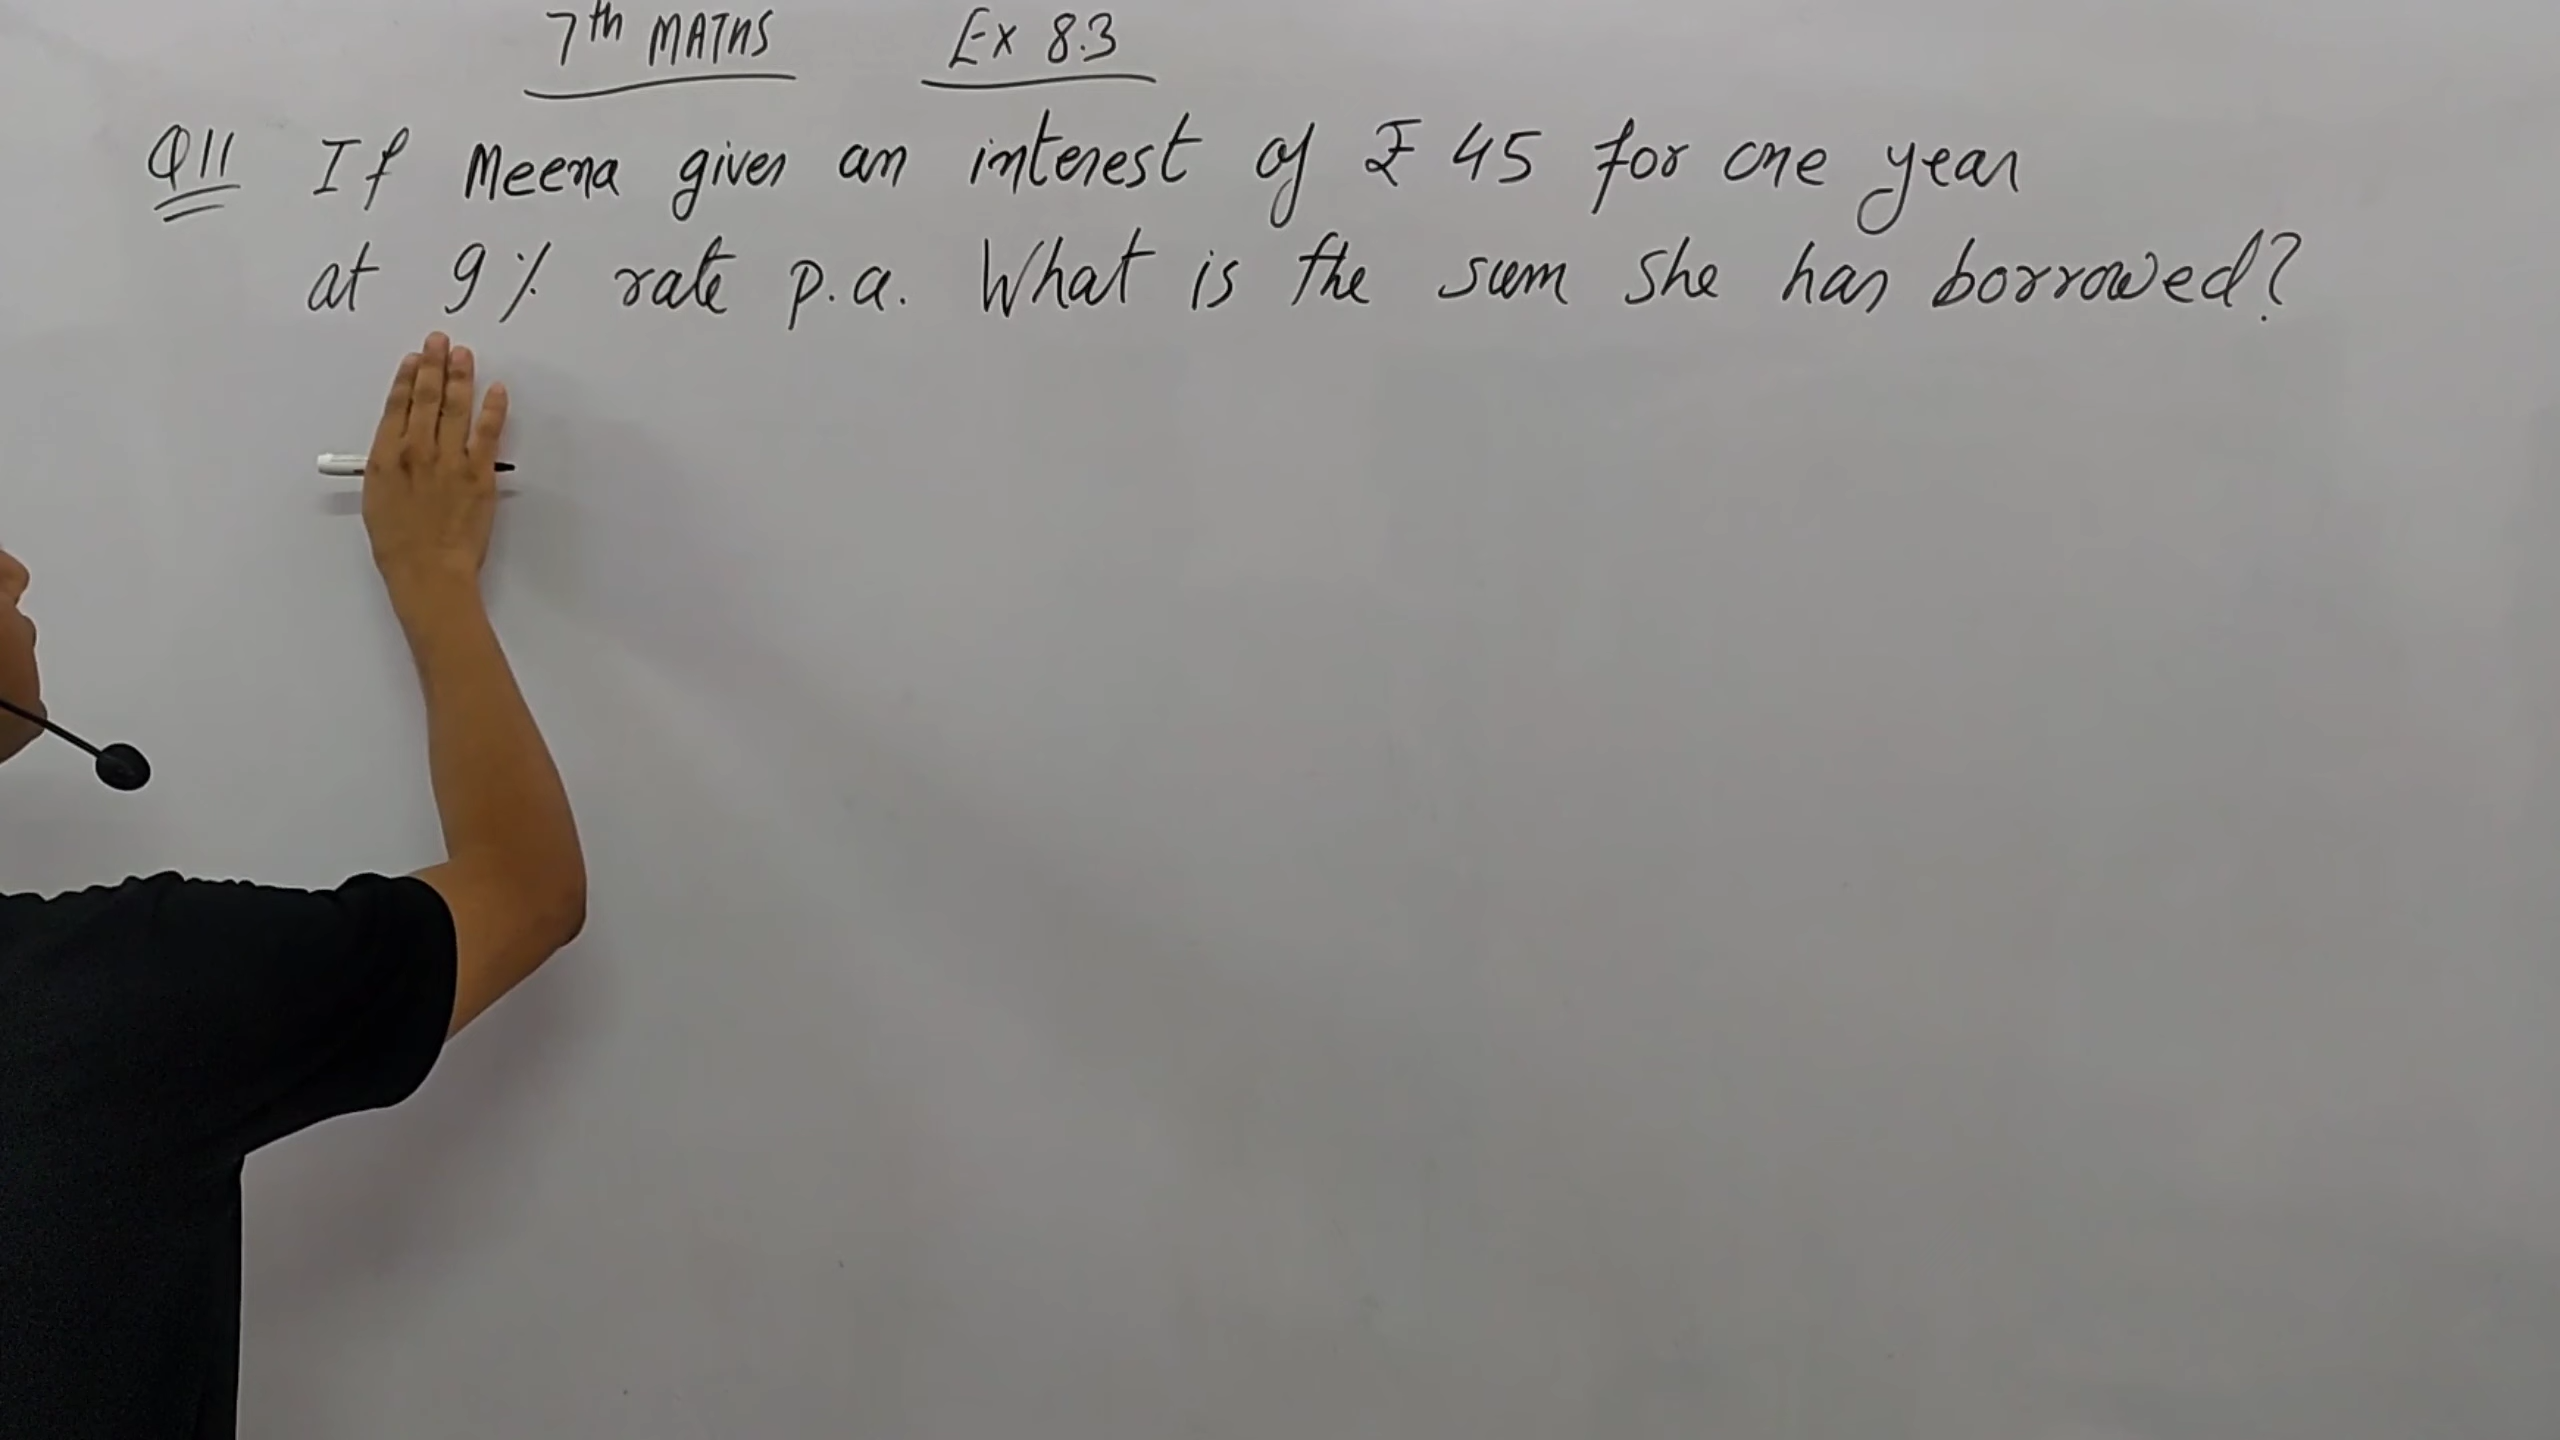 7th MATHS Ex 8.3
Q11 If Meena gives an interest of ₹ 45 for one year
at 9% rate p.a. What is the sum she has borrowed?